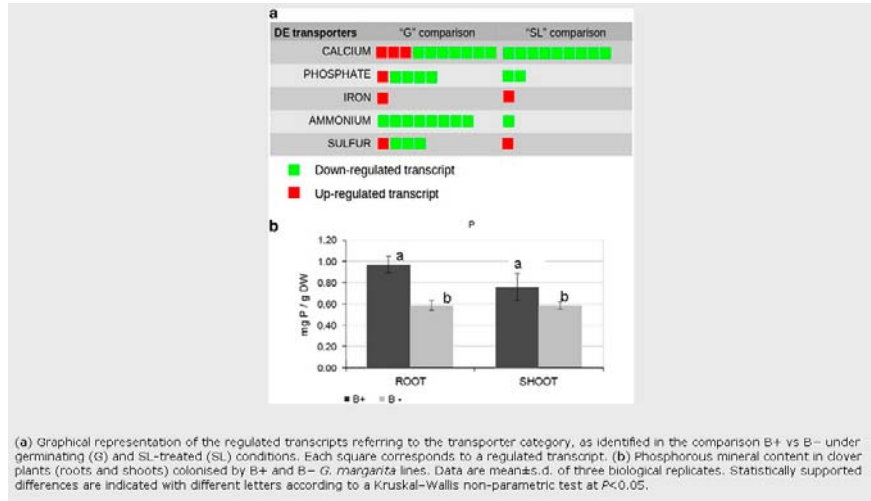 a
DE transporters "G" comparison "SL" comparison
CALCIUM
PHOSPHATE
IRON
AMMONIUM
SULFUR
Down-regulated transcript
Up-regulated transcript
b
P
mg P / g DW
1.20
1.00
0.80
0.60
0.40
0.20
0.00
a
b
a
b
ROOT SHOOT
B+ B-
(a) Graphical representation of the regulated transcripts referring to the transporter category, as identified in the comparison B+ vs B− under
germinating (G) and SL-treated (SL) conditions. Each square corresponds to a regulated transcript. (b) Phosphorous mineral content in clover
plants (roots and shoots) colonised by B+ and B− G. margarita lines. Data are mean±s.d. of three biological replicates. Statistically supported
differences are indicated with different letters according to a Kruskal–Wallis non-parametric test at P<0.05.